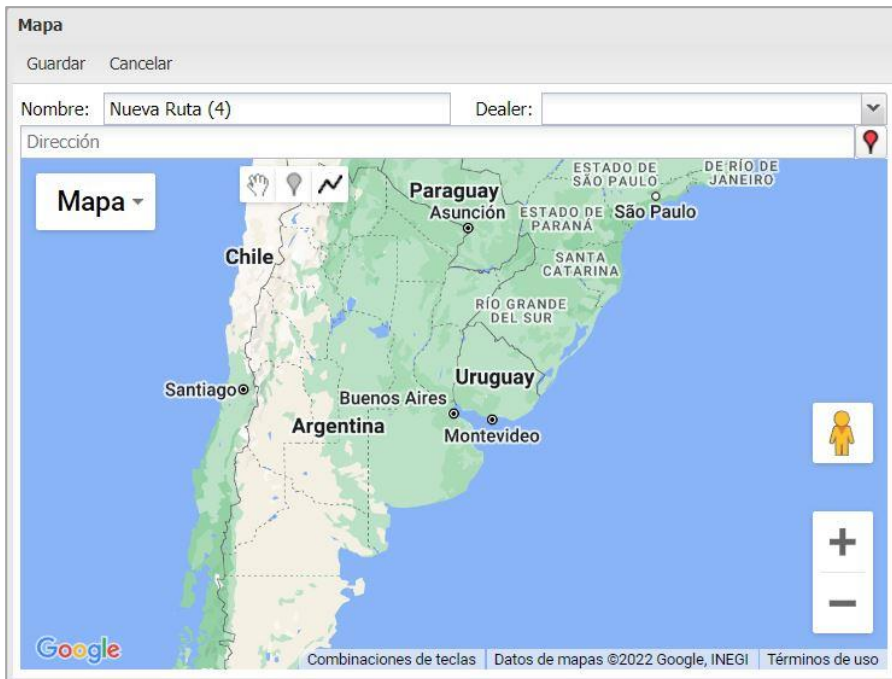 Mapa
Guardar Cancelar
Nombre: Nueva Ruta (4) Dealer:
Dirección
Mapa
Paraguay
Asunción
ESTADO DE
SÃO PAULO
DE RÍO DE
JANEIRO
ESTADO DE
PARANÁ
São Paulo
Chile
SANTA
CATARINA
RÍO GRANDE
DEL SUR
Santiago
Buenos Aires
Uruguay
Argentina
Montevideo
Google
Combinaciones de teclas Datos de mapas ©2022 Google, INEGI Términos de uso